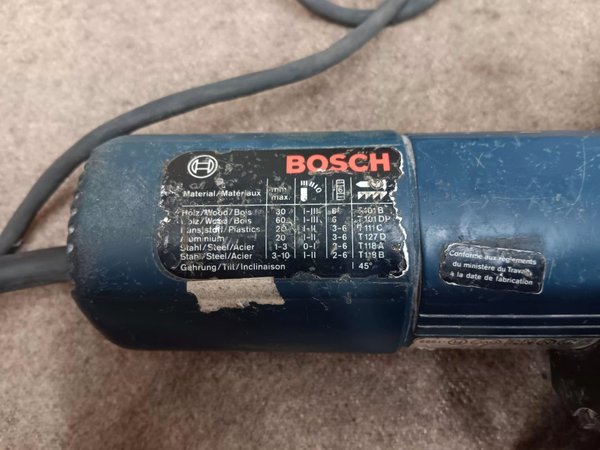 BOSCH
Material/Materiaux mm max.
Holz/Wood/Bois 30 I-III 6 T101B
Holz/Wood/Bois 60 I-III 6 T101DP
Kunststoff/Plastics 20 I-II 3-6 T111C
Aluminium 20 I-II 3-6 T127D
Stahl/Steel/Acier 1-3 0-I 2-6 T118A
Stahl/Steel/Acier 3-10 I-II 2-6 T118B
Gehrung/Tilt/Inclinaison 45°
Conforme aux règlements
du ministère du Travail
à la date de fabrication